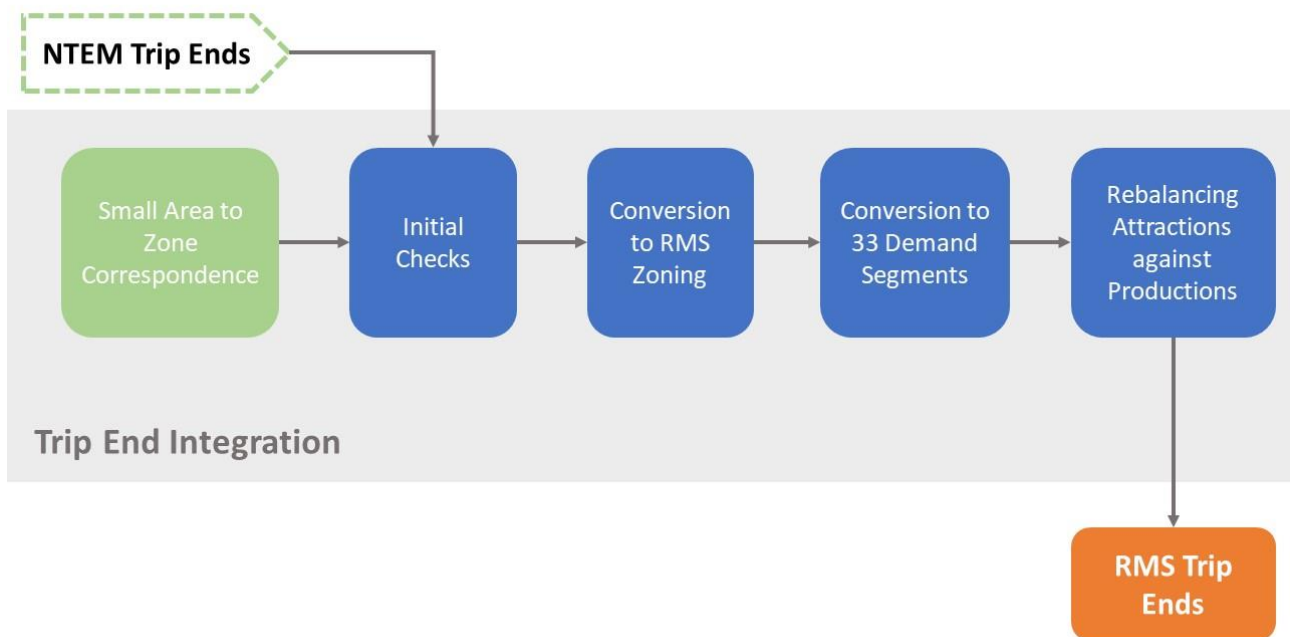 NTEM Trip Ends
Small Area to
Zone
Correspondence
Initial
Checks
Conversion
to RMS
Zoning
Conversion to
33 Demand
Segments
Rebalancing
Attractions
against
Productions
Trip End Integration
RMS Trip
Ends